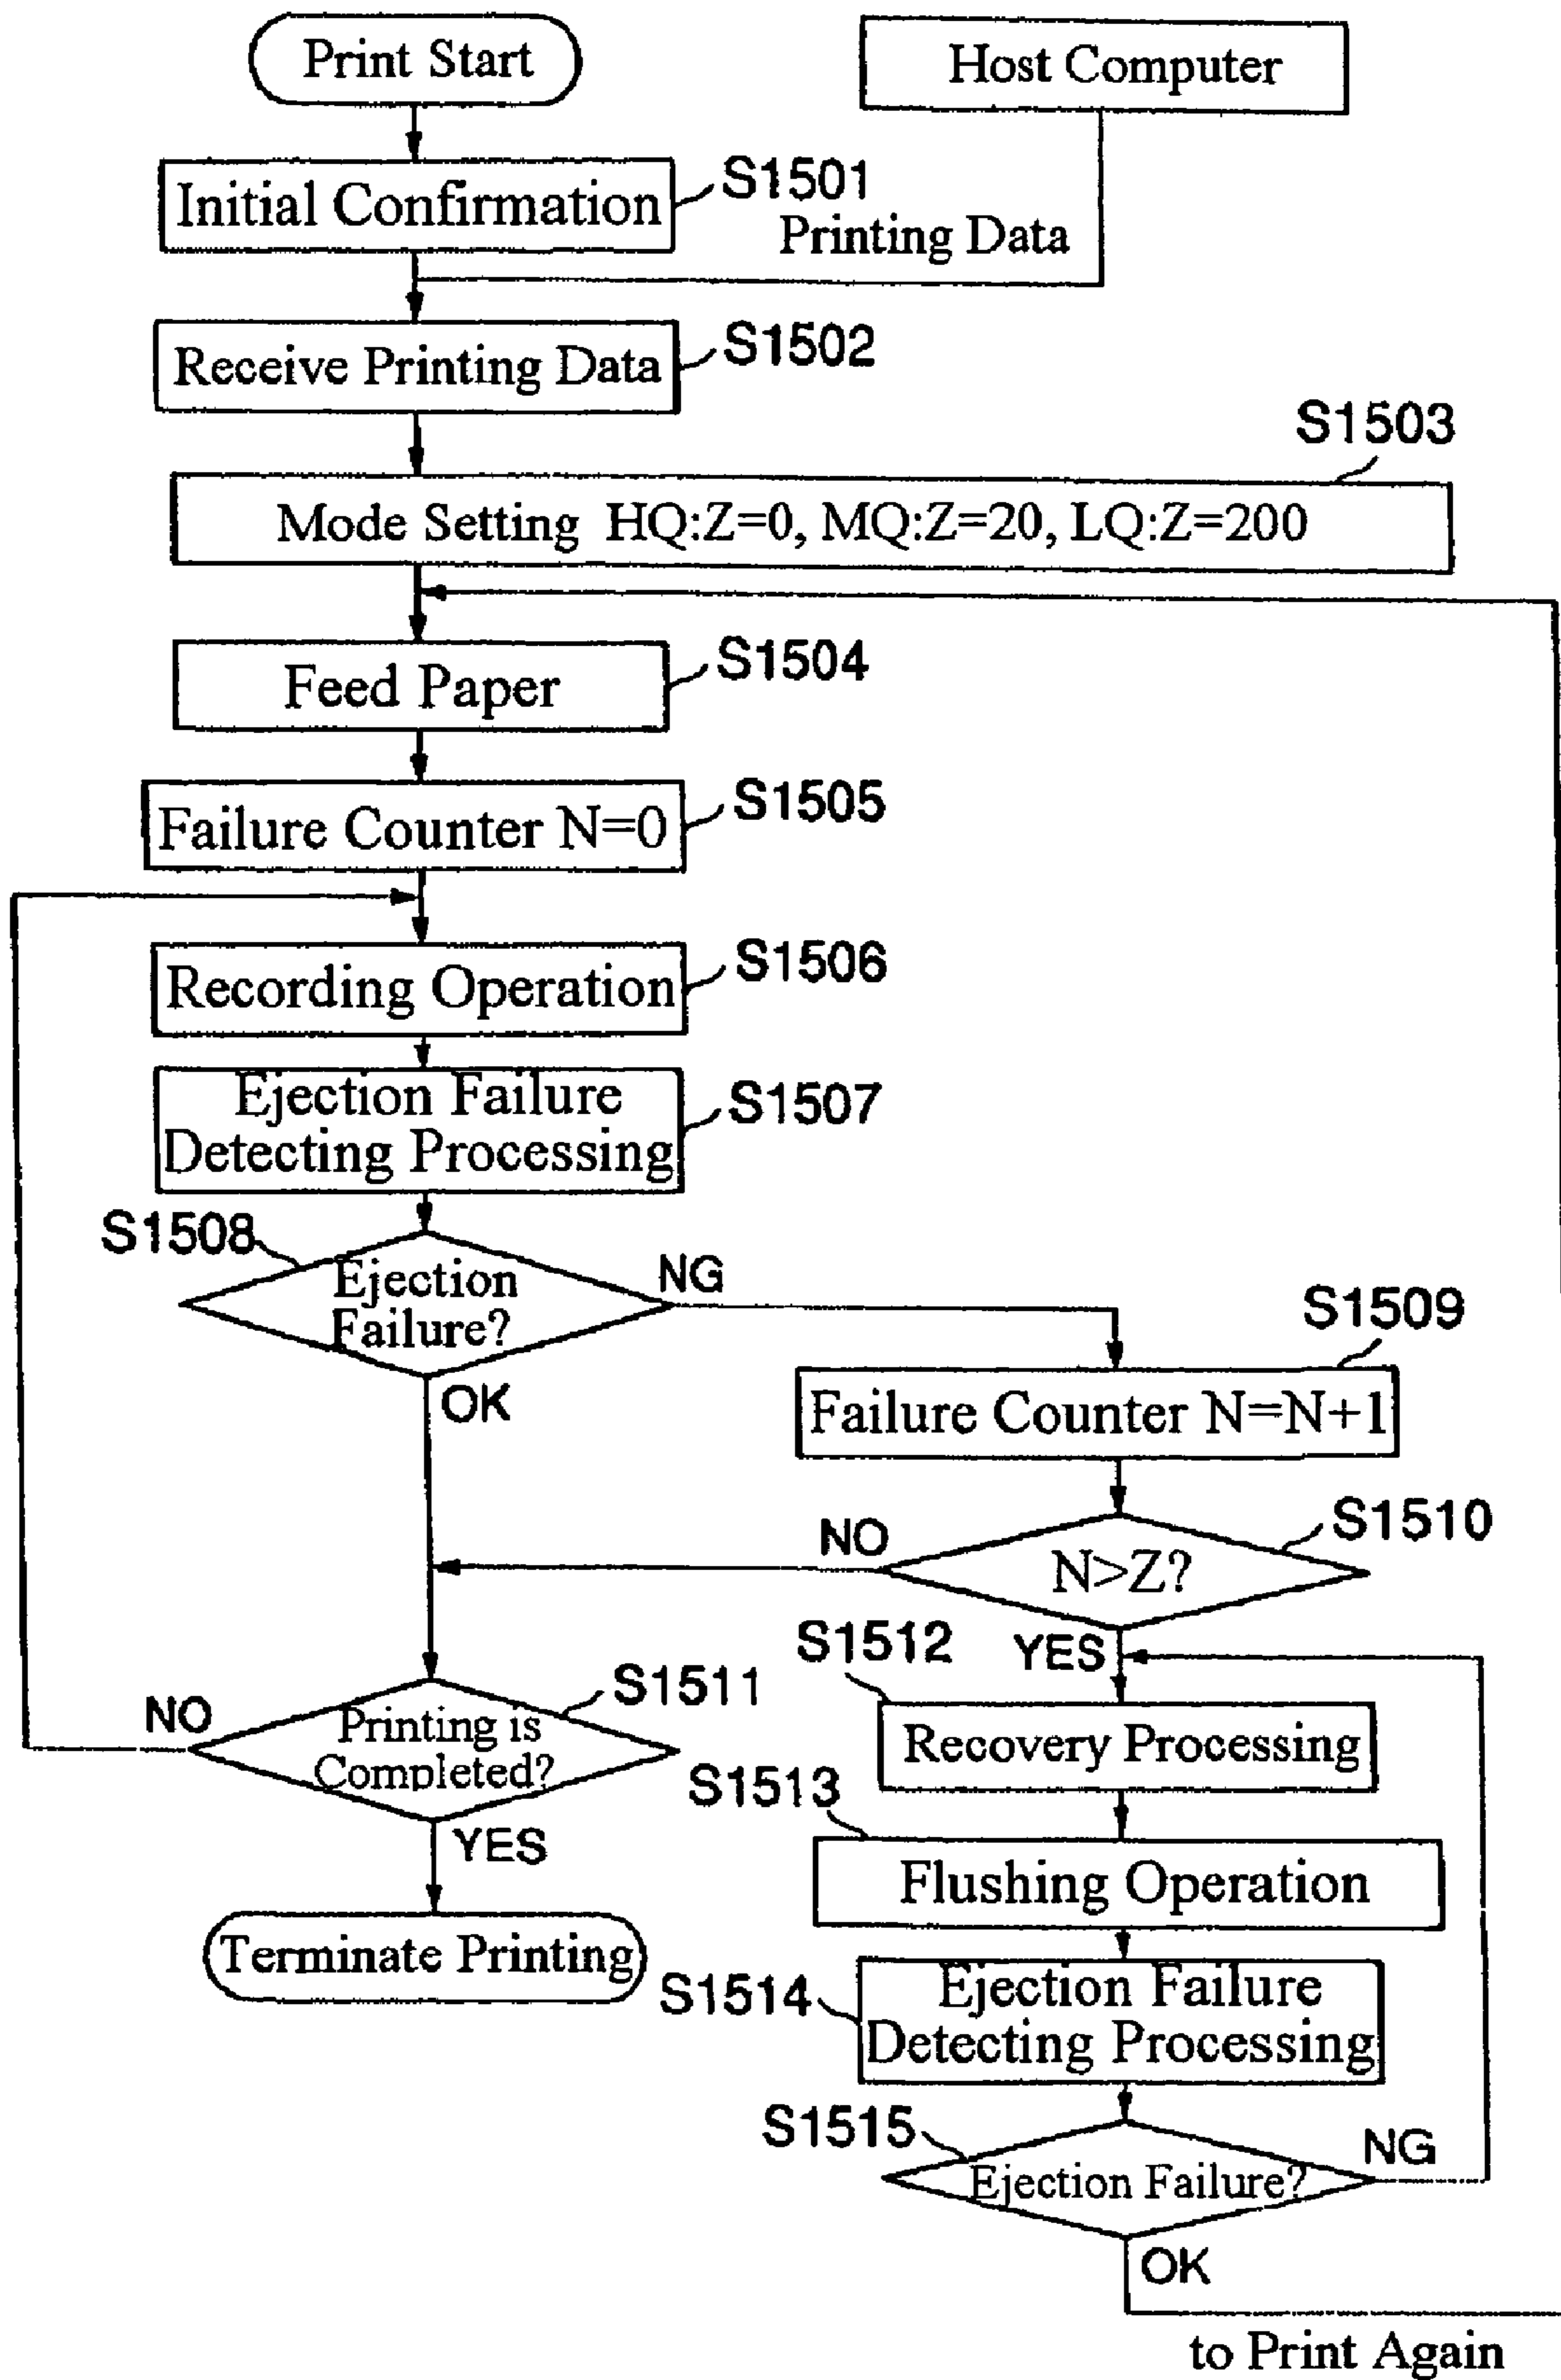 Print Start
Host Computer
S1501
Initial Confirmation
Printing Data
S1502
Receive Printing Data
S1503
Mode Setting HQ:Z=0, MQ:Z=20, LQ:Z=200
S1504
Feed Paper
S1505
Failure Counter N=0
S1506
Recording Operation
S1507
Ejection Failure
Detecting Processing
S1508
Ejection
Failure?
NG
OK
S1509
Failure Counter N=N+1
S1510
N>Z?
NO
YES
S1511
Printing is
Completed?
NO
YES
Terminate Printing
S1512
Recovery Processing
S1513
Flushing Operation
S1514
Ejection Failure
Detecting Processing
S1515
Ejection Failure?
NG
OK
to Print Again